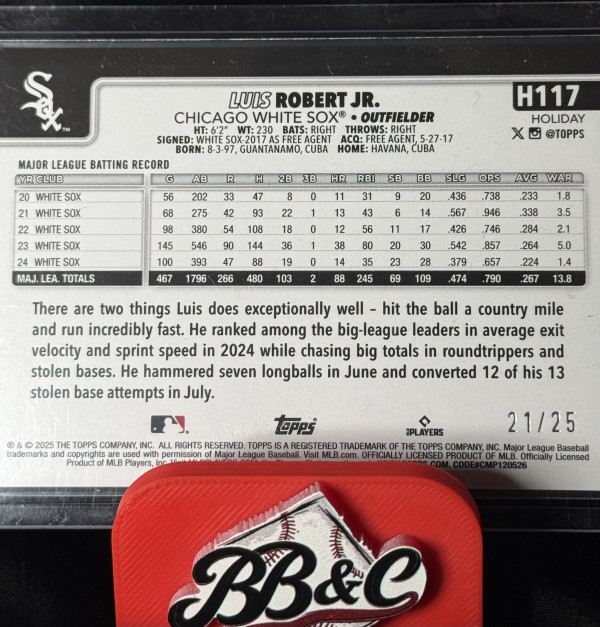 Sox
TM
LUIS ROBERT JR.
CHICAGO WHITE SOX® • OUTFIELDER
HT: 6'2" WT: 230 BATS: RIGHT THROWS: RIGHT
SIGNED: WHITE SOX-2017 AS FREE AGENT ACQ: FREE AGENT, 5-27-17
BORN: 8-3-97, GUANTANAMO, CUBA HOME: HAVANA, CUBA
H117
HOLIDAY
X @TOPPS
MAJOR LEAGUE BATTING RECORD
YR CLUB G AB R H 2B 3B HR RBI SB BB SLG OPS AVG WAR
20 WHITE SOX 56 202 33 47 8 0 11 31 9 20 .436 .738 .233 1.8
21 WHITE SOX 68 275 42 93 22 1 13 43 6 14 .567 .946 .338 3.5
22 WHITE SOX 98 380 54 108 18 0 12 56 11 17 .426 .746 .284 2.1
23 WHITE SOX 145 546 90 144 36 1 38 80 20 30 .542 .857 .264 5.0
24 WHITE SOX 100 393 47 88 19 0 14 35 23 28 .379 .657 .224 1.4
MAJ. LEA. TOTALS 467 1796 266 480 103 2 88 245 69 109 .474 .790 .267 13.8
There are two things Luis does exceptionally well – hit the ball a country mile
and run incredibly fast. He ranked among the big-league leaders in average exit
velocity and sprint speed in 2024 while chasing big totals in roundtrippers and
stolen bases. He hammered seven longballs in June and converted 12 of his 13
stolen base attempts in July.
topps
PLAYERS
21/25
® & © 2025 THE TOPPS COMPANY, INC. ALL RIGHTS RESERVED. TOPPS IS A REGISTERED TRADEMARK OF THE TOPPS COMPANY, INC. Major League Baseball
trademarks and copyrights are used with permission of Major League Baseball. Visit MLB.com. OFFICIALLY LICENSED PRODUCT OF MLB. Officially Licensed
Product of MLB Players, Inc. COM. CODE#CMP120526
BB&C